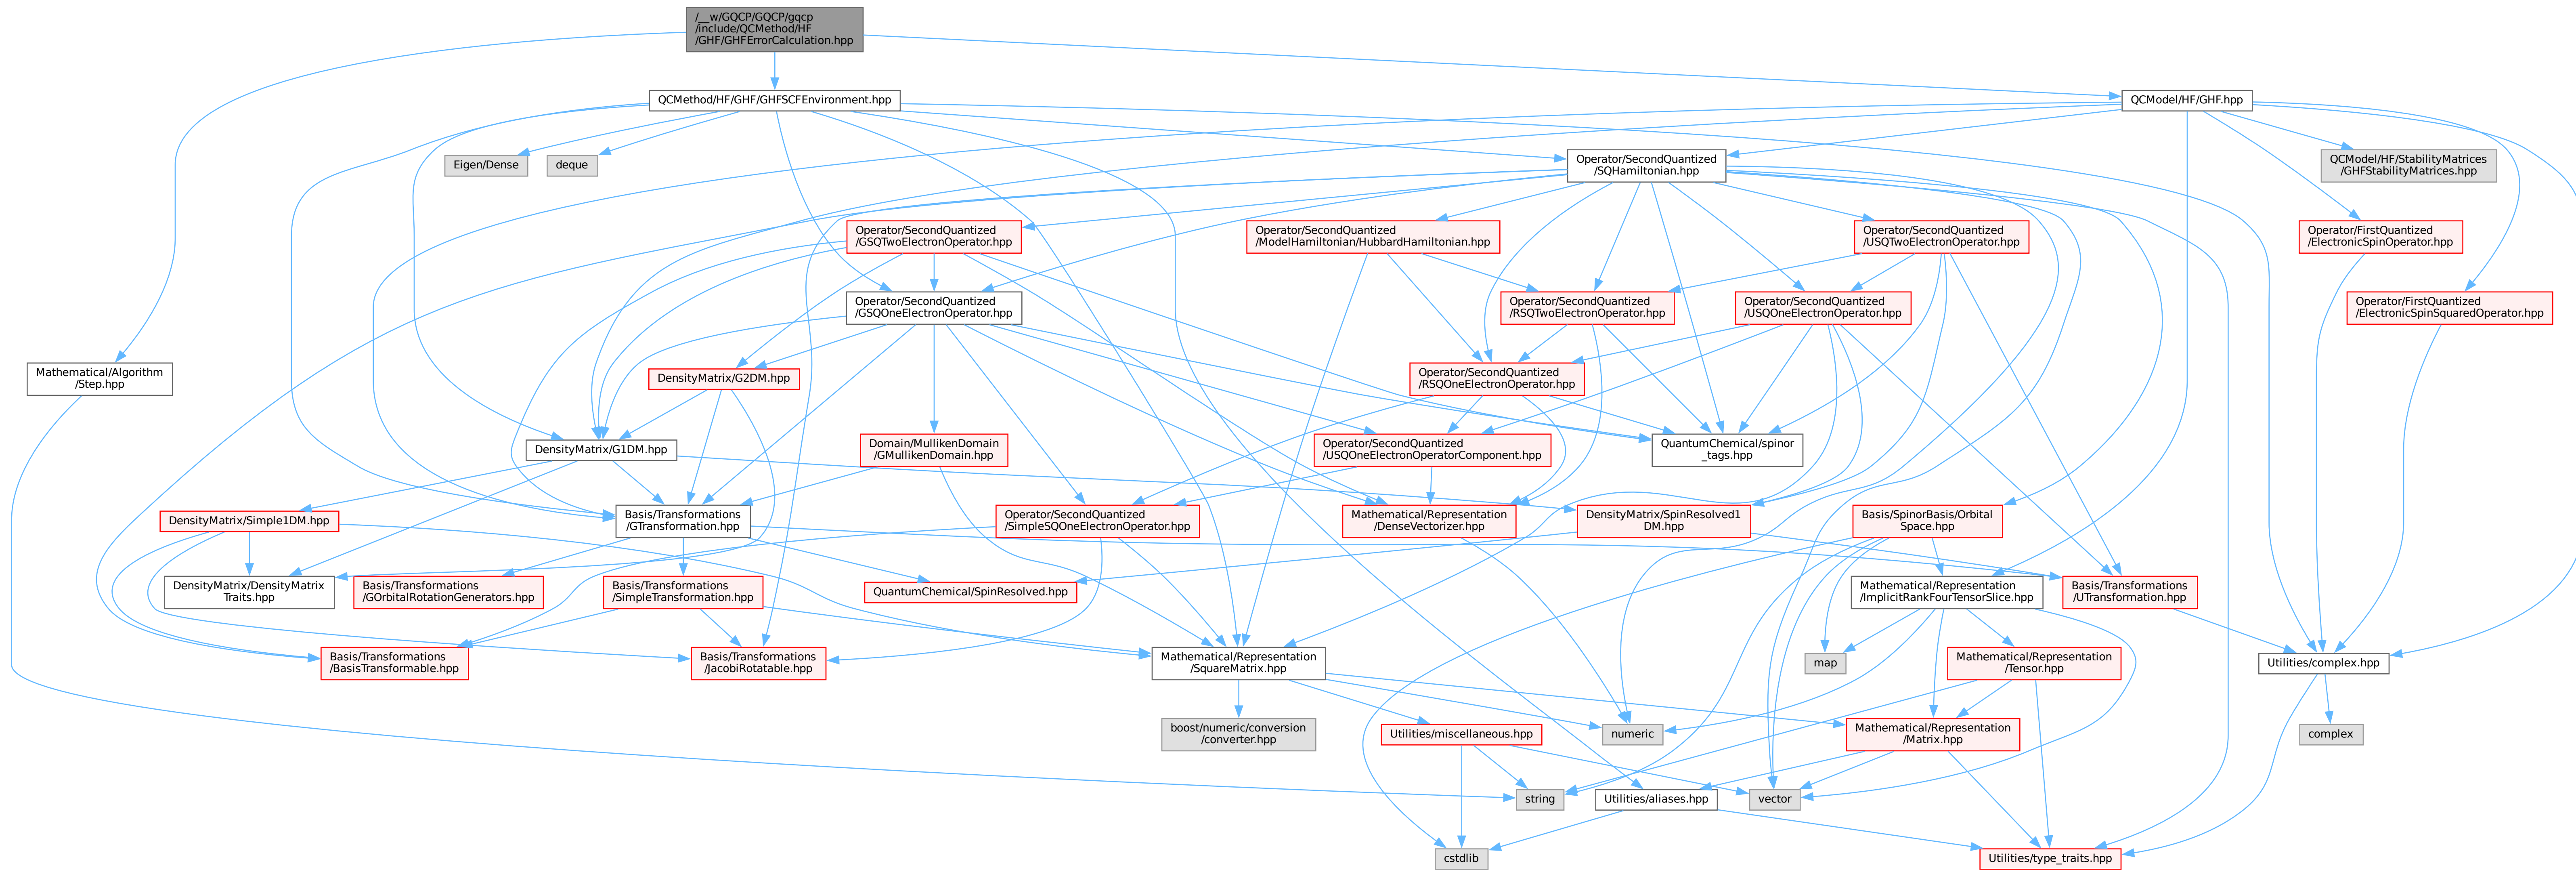 /__w/GQCP/GQCP/gqcp
/include/QCMethod/HF
/GHF/GHFErrorCalculation.hpp
QCMethod/HF/GHF/GHFSCFEnvironment.hpp
QCModel/HF/GHF.hpp
Eigen/Dense
deque
Operator/SecondQuantized
/SQHamiltonian.hpp
QCModel/HF/StabilityMatrices
/GHFStabilityMatrices.hpp
Operator/SecondQuantized
/GSQTwoElectronOperator.hpp
Operator/SecondQuantized
/ModelHamiltonian/HubbardHamiltonian.hpp
Operator/SecondQuantized
/USQTwoElectronOperator.hpp
Operator/FirstQuantized
/ElectronicSpinOperator.hpp
Operator/SecondQuantized
/GSQOneElectronOperator.hpp
Operator/SecondQuantized
/RSQTwoElectronOperator.hpp
Operator/SecondQuantized
/USQOneElectronOperator.hpp
Operator/FirstQuantized
/ElectronicSpinSquaredOperator.hpp
Mathematical/Algorithm
/Step.hpp
DensityMatrix/G2DM.hpp
Operator/SecondQuantized
/RSQOneElectronOperator.hpp
DensityMatrix/G1DM.hpp
Domain/MullikenDomain
/GMullikenDomain.hpp
Operator/SecondQuantized
/USQOneElectronOperatorComponent.hpp
QuantumChemical/spinor
_tags.hpp
DensityMatrix/Simple1DM.hpp
Basis/Transformations
/GTransformation.hpp
Operator/SecondQuantized
/SimpleSQOneElectronOperator.hpp
Mathematical/Representation
/DenseVectorizer.hpp
DensityMatrix/SpinResolved1
DM.hpp
Basis/SpinorBasis/Orbital
Space.hpp
DensityMatrix/DensityMatrix
Traits.hpp
Basis/Transformations
/GOrbitalRotationGenerators.hpp
Basis/Transformations
/SimpleTransformation.hpp
QuantumChemical/SpinResolved.hpp
Mathematical/Representation
/ImplicitRankFourTensorSlice.hpp
Basis/Transformations
/UTransformation.hpp
Basis/Transformations
/BasisTransformable.hpp
Basis/Transformations
/JacobiRotatable.hpp
Mathematical/Representation
/SquareMatrix.hpp
map
Mathematical/Representation
/Tensor.hpp
Utilities/complex.hpp
boost/numeric/conversion
/converter.hpp
Utilities/miscellaneous.hpp
numeric
Mathematical/Representation
/Matrix.hpp
complex
string
Utilities/aliases.hpp
vector
cstdlib
Utilities/type_traits.hpp